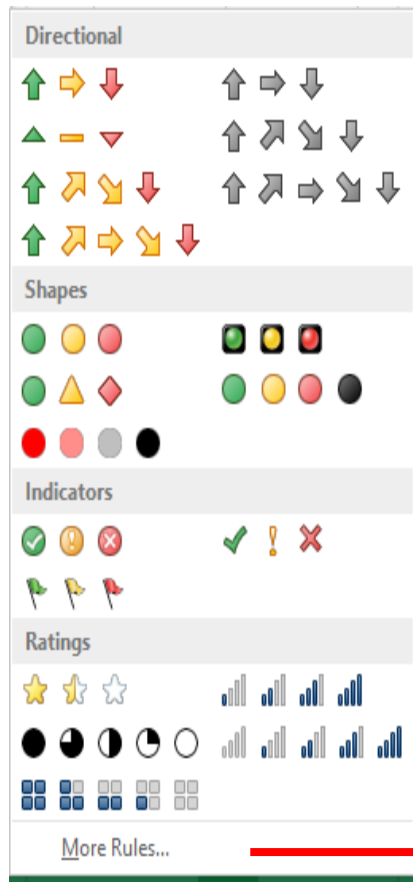 Directional
Shapes
Indicators
Ratings
More Rules...